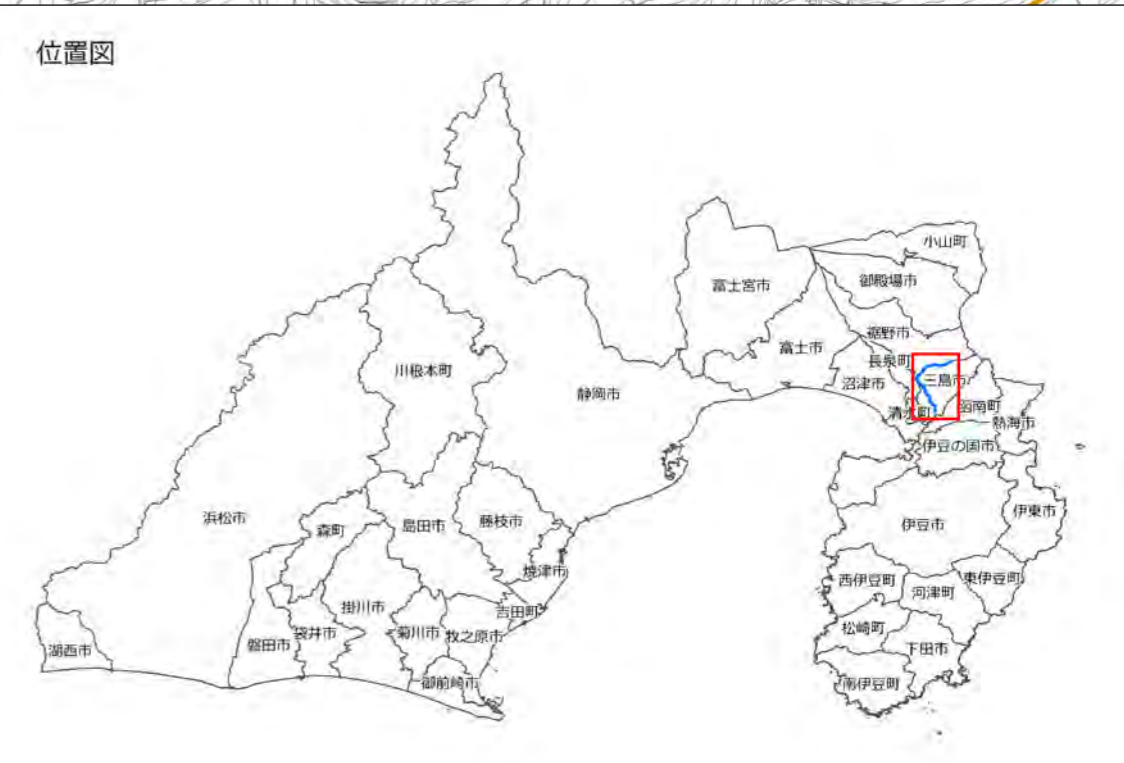 位置図
小山町
御殿場市
富士宮市
裾野市
富士市
長泉町
川根本町
三島市
沼津市
静岡市
函南町
清水町
熱海市
伊豆の国市
浜松市
伊東市
藤枝市
島田市
伊豆市
森町
焼津市
東伊豆町
西伊豆町
河津町
掛川市
吉田町
菊川市
牧之原市
袋井市
松崎町
磐田市
下田市
湖西市
御前崎市
南伊豆町